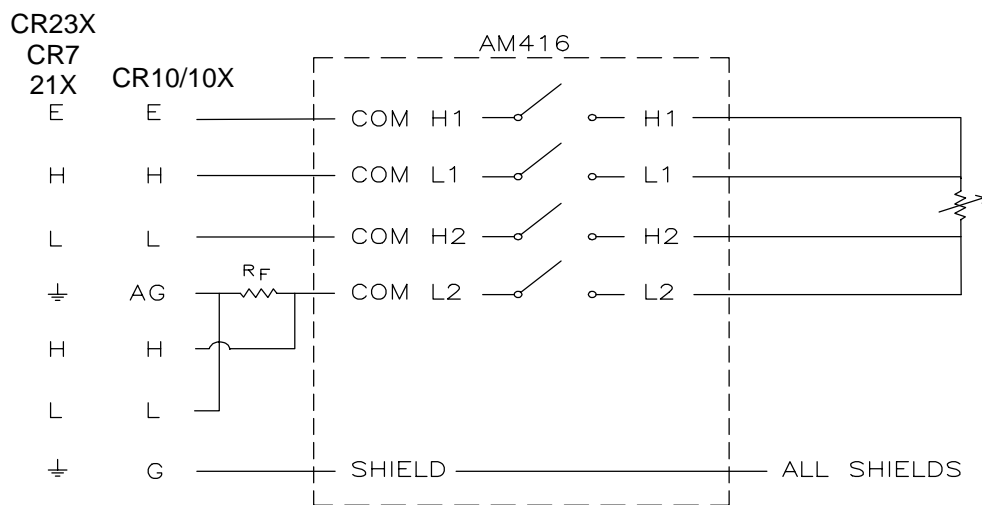 CR23X
CR7
21X
CR10/10X
AM416
E E COM H1 H1
H H COM L1 L1
L L COM H2 H2
AG RF COM L2 L2
H H
L L
G SHIELD ALL SHIELDS